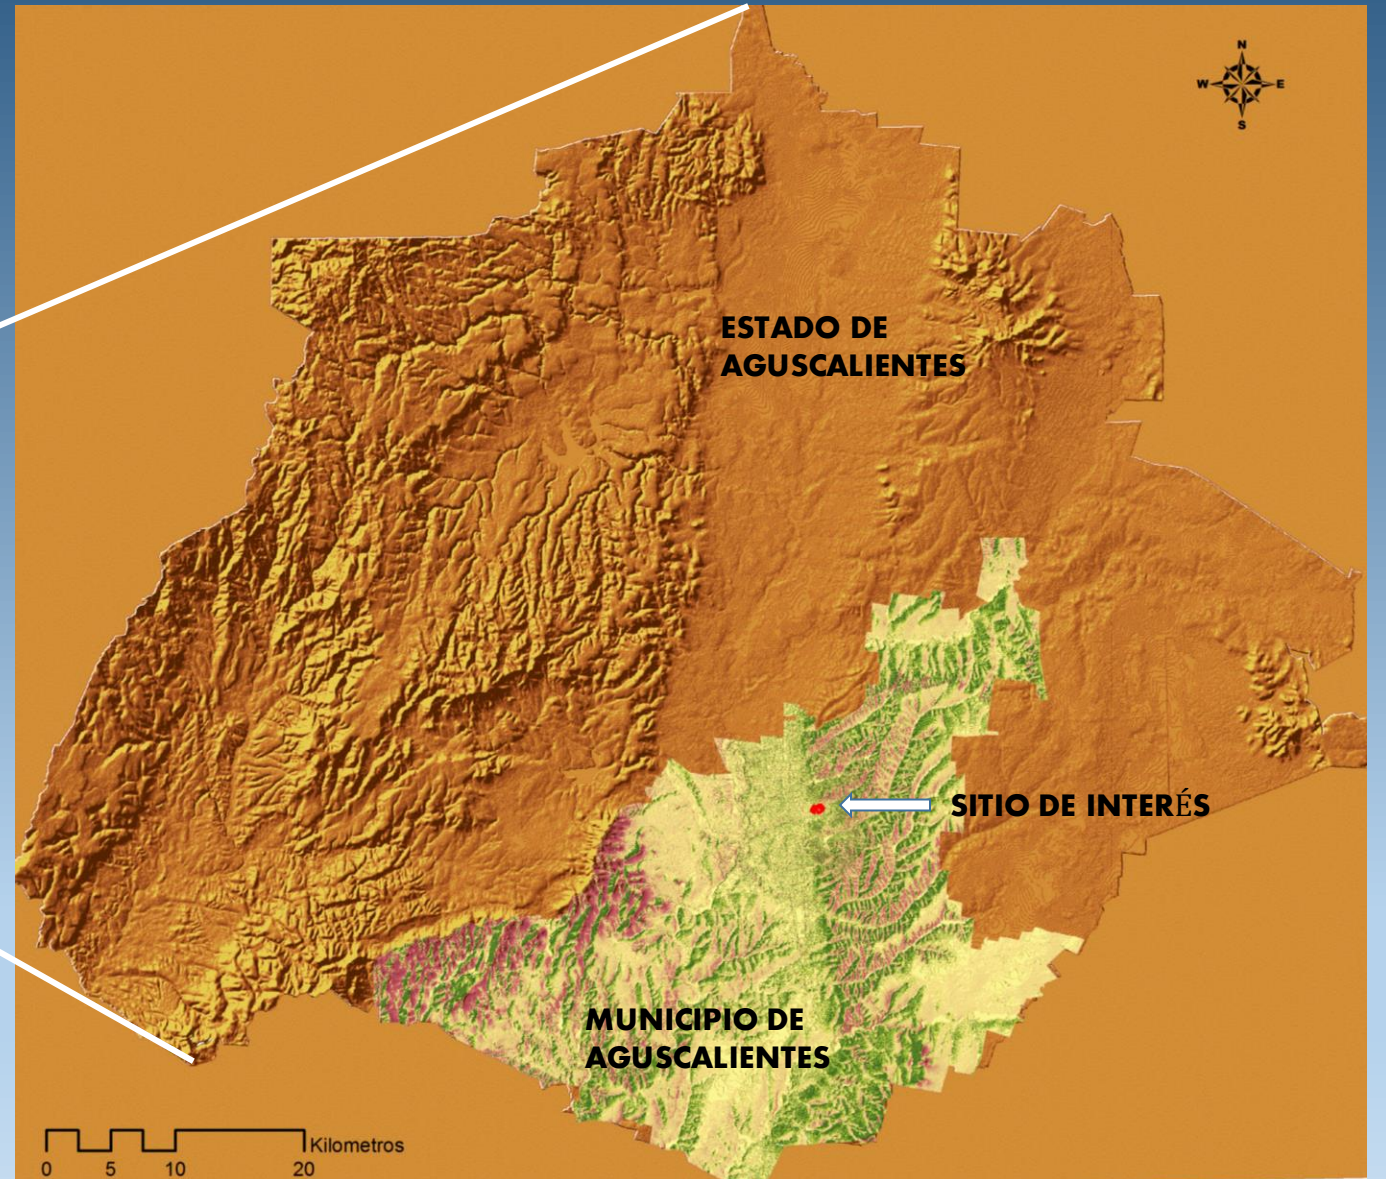 N
W E
S
ESTADO DE
AGUSCALIENTES
SITIO DE INTERÉS
MUNICIPIO DE
AGUSCALIENTES
Kilometros
0 5 10 20